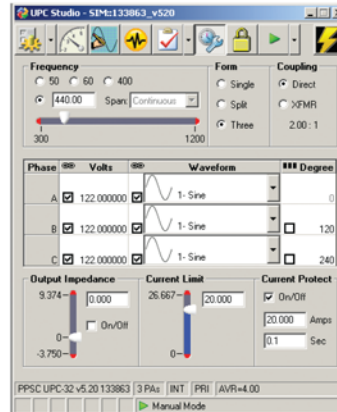 UPC Studio - SIM::133863_v520
Frequency
50 60 400
440.00 Span: Continuous
300 1200
Form
Single
Split
Three
Coupling
Direct
XFMR
2.00 : 1
Phase Volts Waveform Degree
A 122.000000 1- Sine 0
B 122.000000 1- Sine 120
C 122.000000 1- Sine 240
Output Impedance
9.374 0.000
On/Off
0
-3.750
Current Limit
26.667 20.000
0
Current Protect
On/Off
20.000 Amps
0.1 Sec
PPSC UPC-32 v5.20 133863 3 PAs INT PRI AVR=4.00
Manual Mode